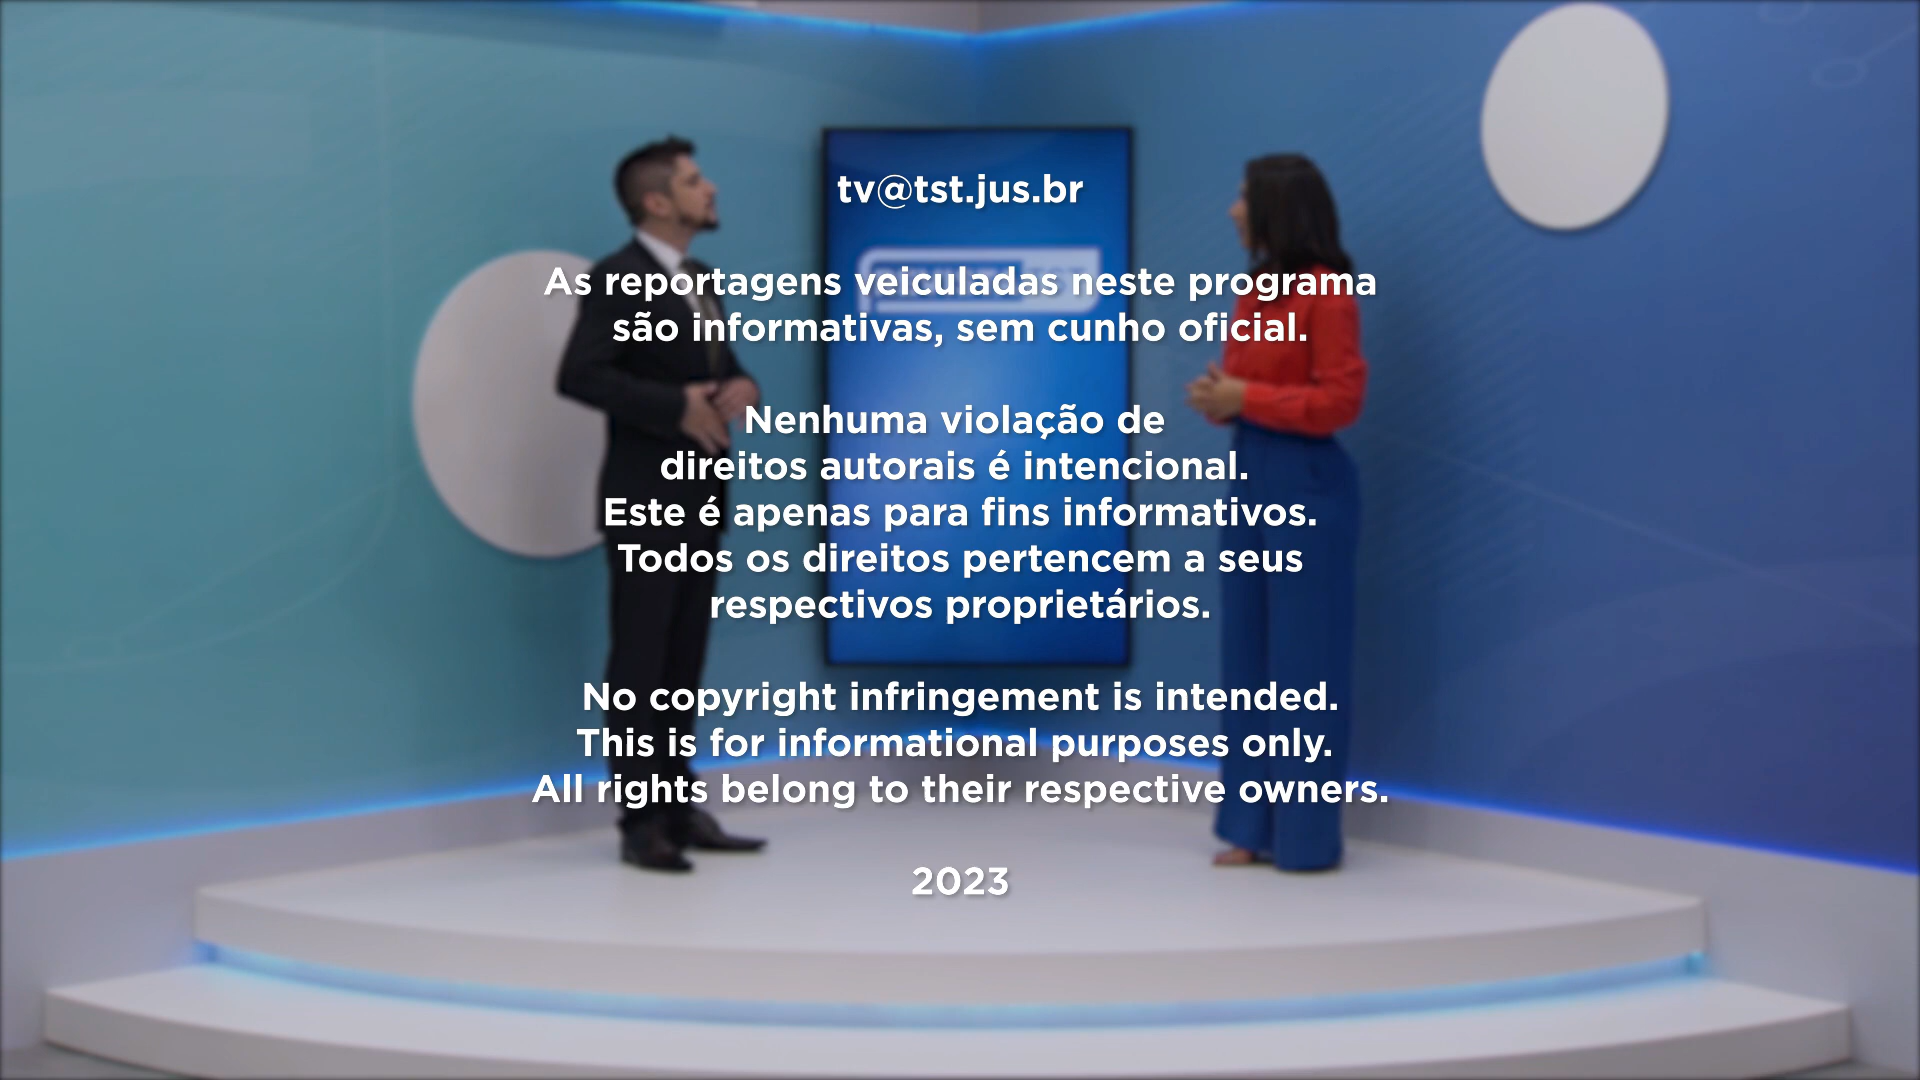 tv@tst.jus.br
As reportagens veiculadas neste programa
são informativas, sem cunho oficial.
Nenhuma violação de
direitos autorais é intencional.
Este é apenas para fins informativos.
Todos os direitos pertencem a seus
respectivos proprietários.
No copyright infringement is intended.
This is for informational purposes only.
All rights belong to their respective owners.
2023